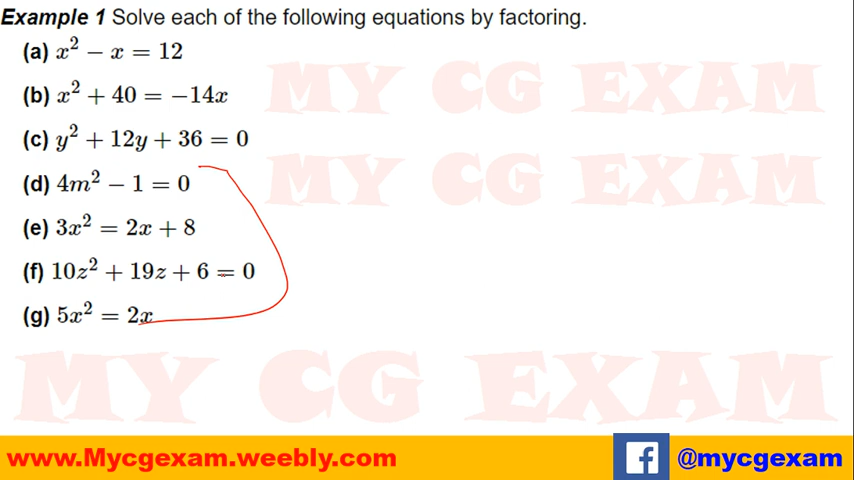 Example 1 Solve each of the following equations by factoring.
(a) x² − x = 12
(b) x² + 40 = −14x
(c) y² + 12y + 36 = 0
(d) 4m² − 1 = 0
(e) 3x² = 2x + 8
(f) 10z² + 19z + 6 = 0
(g) 5x² = 2x
MY CG EXAM
MY CG EXAM
MY CG EXAM
www.Mycgexam.weebly.com
f @mycgexam